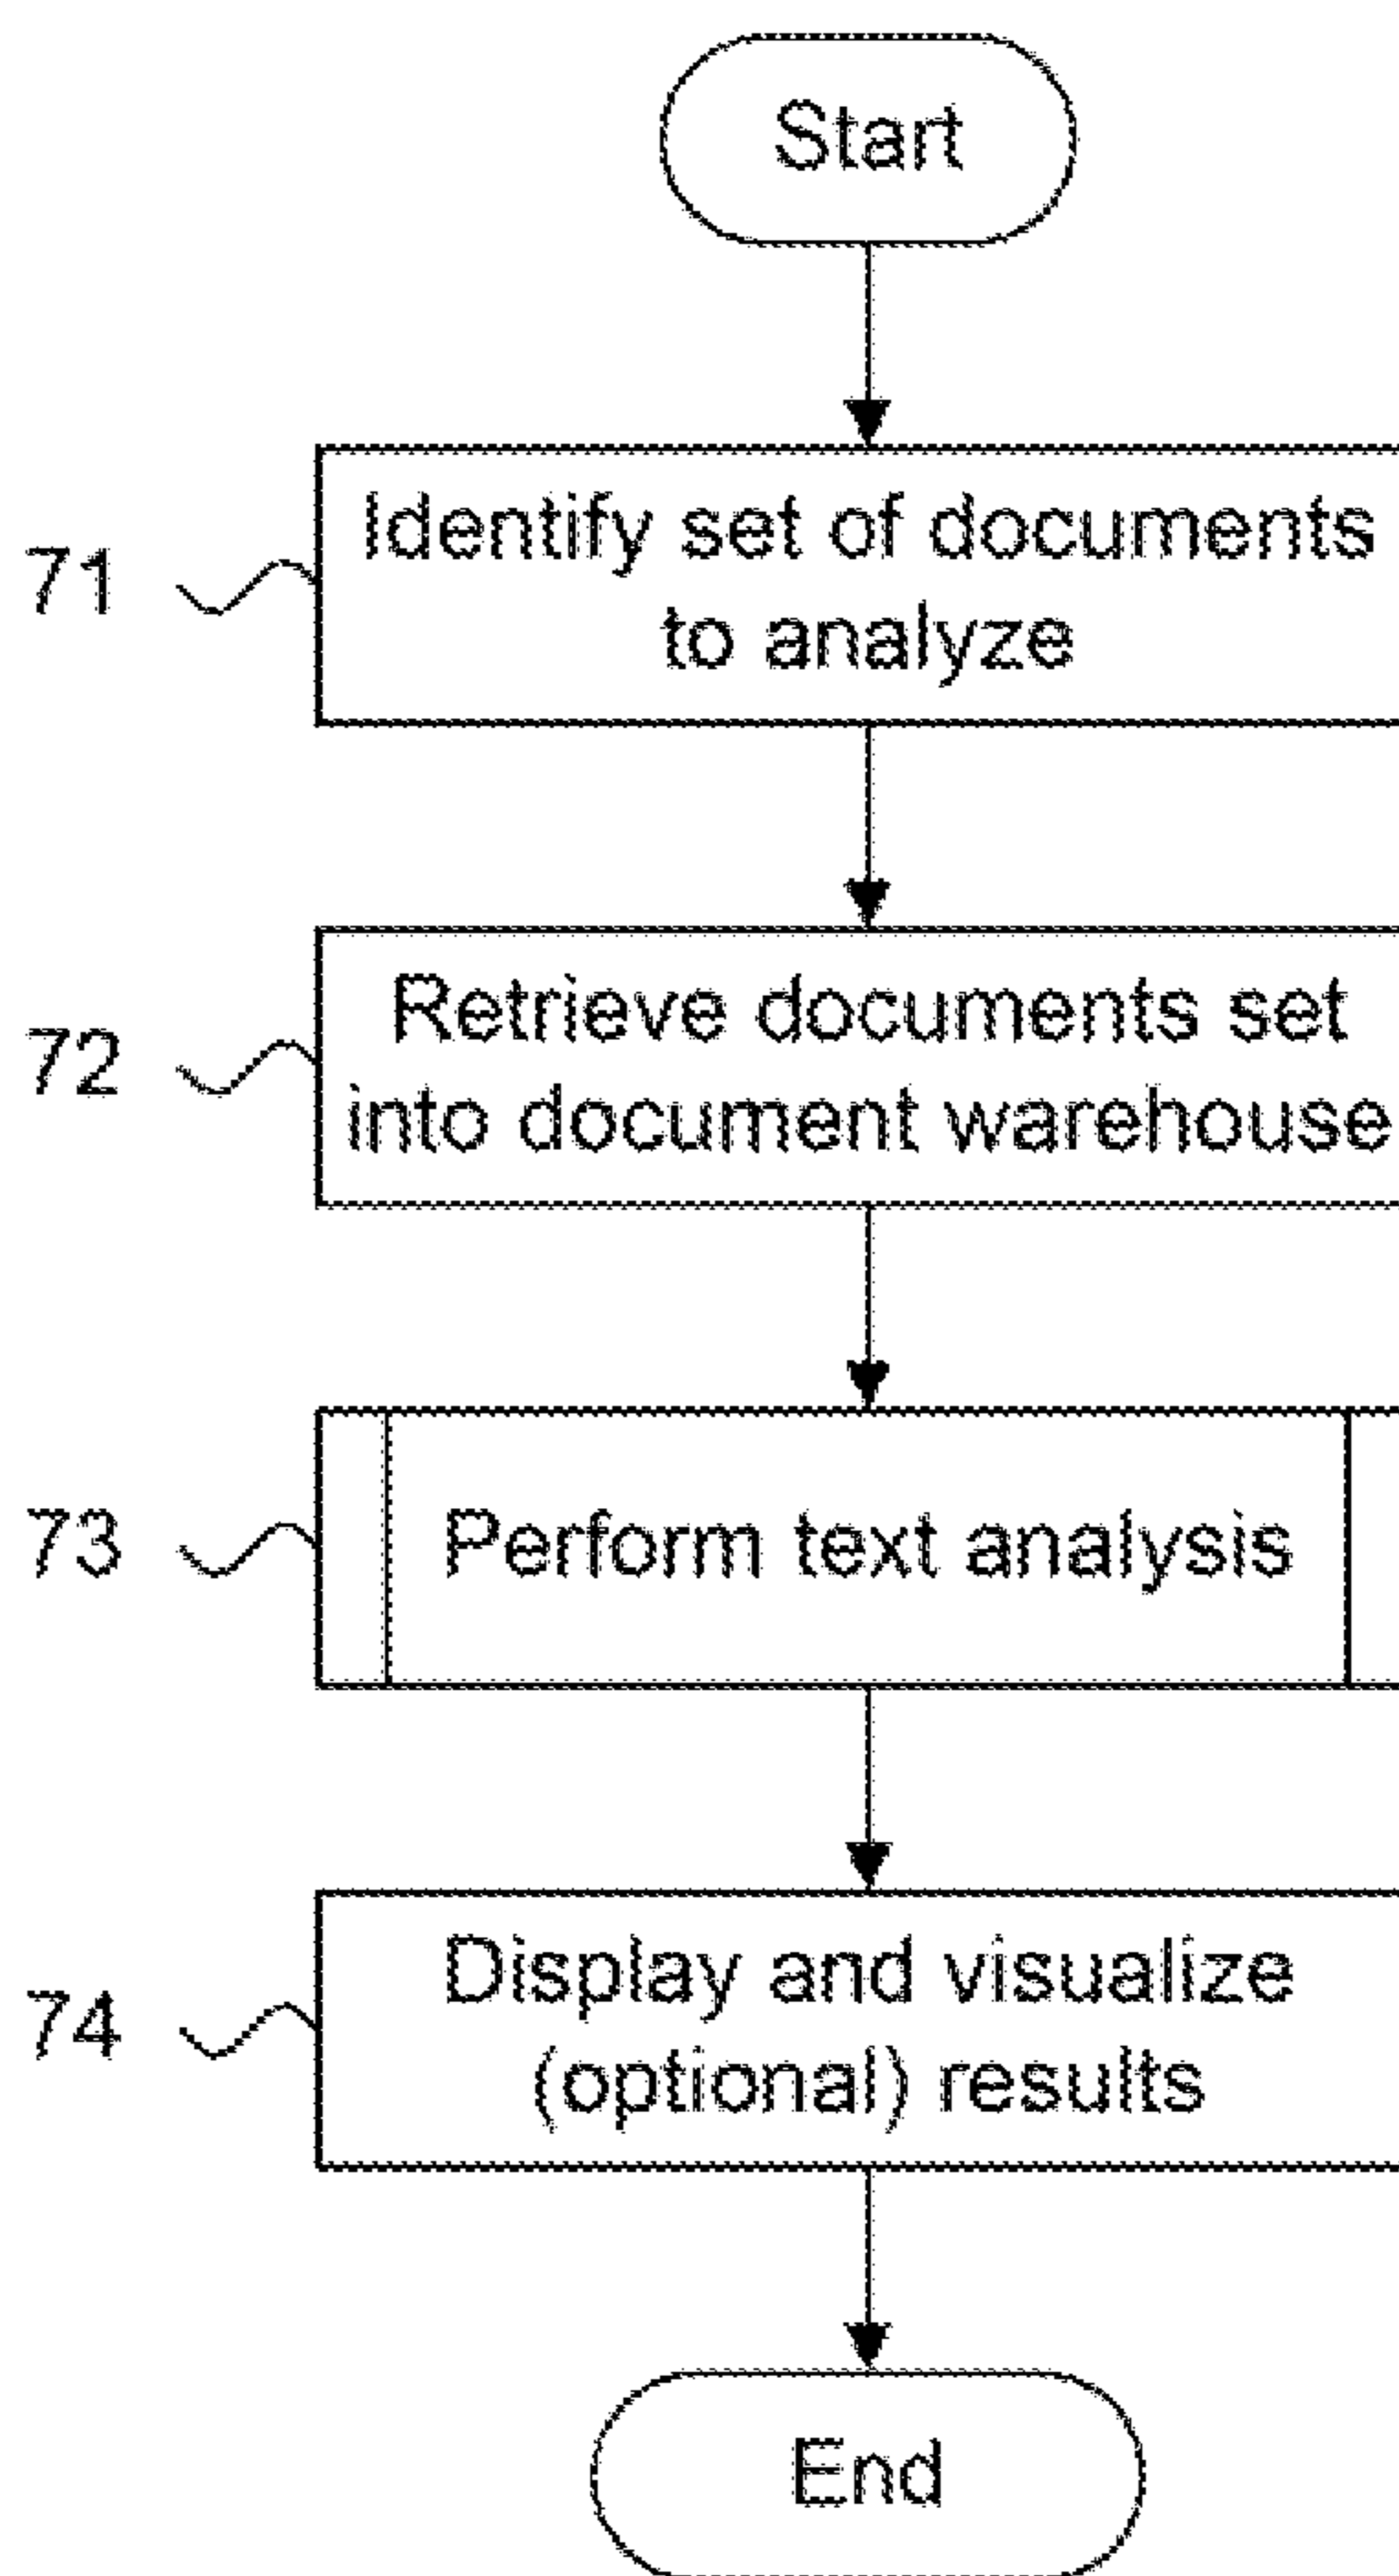 Start
71
Identify set of documents
to analyze
72
Retrieve documents set
into document warehouse
73
Perform text analysis
74
Display and visualize
(optional) results
End